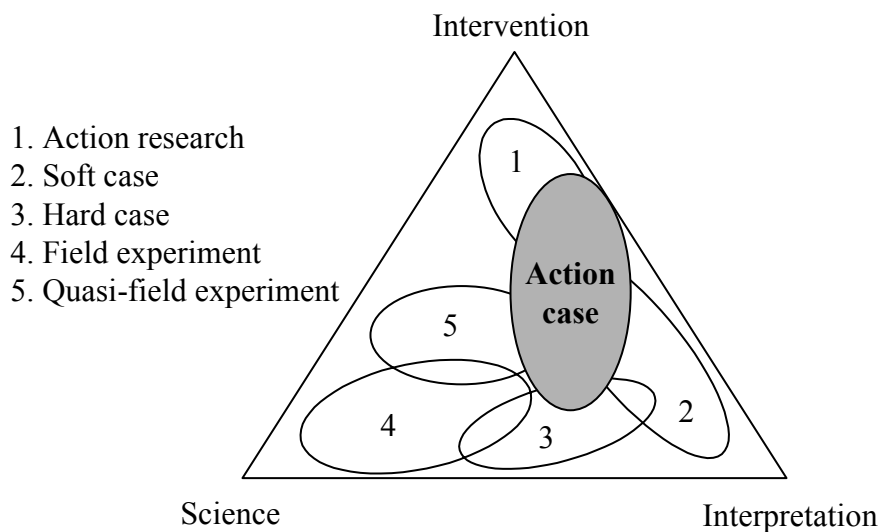 Intervention
1. Action research
2. Soft case
3. Hard case
4. Field experiment
5. Quasi-field experiment
1
Action
case
5
4
3
2
Science
Interpretation